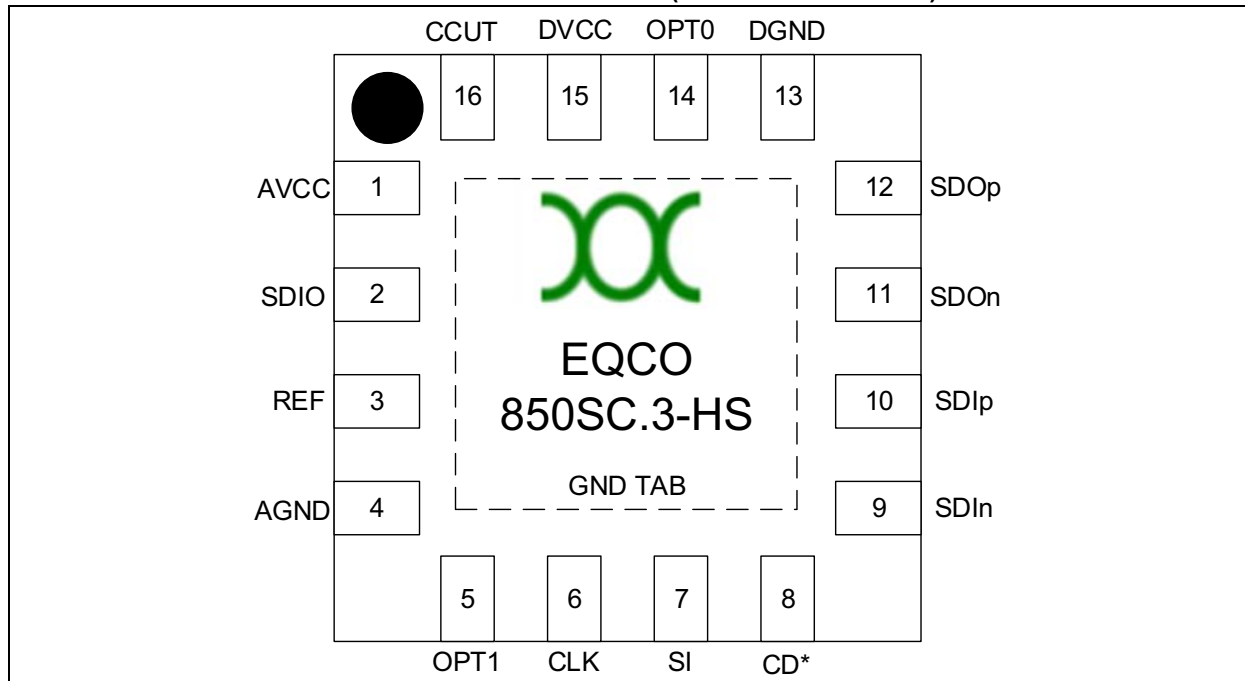 CCUT DVCC OPT0 DGND
16 15 14 13
AVCC 1 12 SDOp
SDIO 2 11 SDOn
EQCO
REF 3 850SC.3-HS 10 SDIp
GND TAB
AGND 4 9 SDIn
5 6 7 8
OPT1 CLK SI CD*